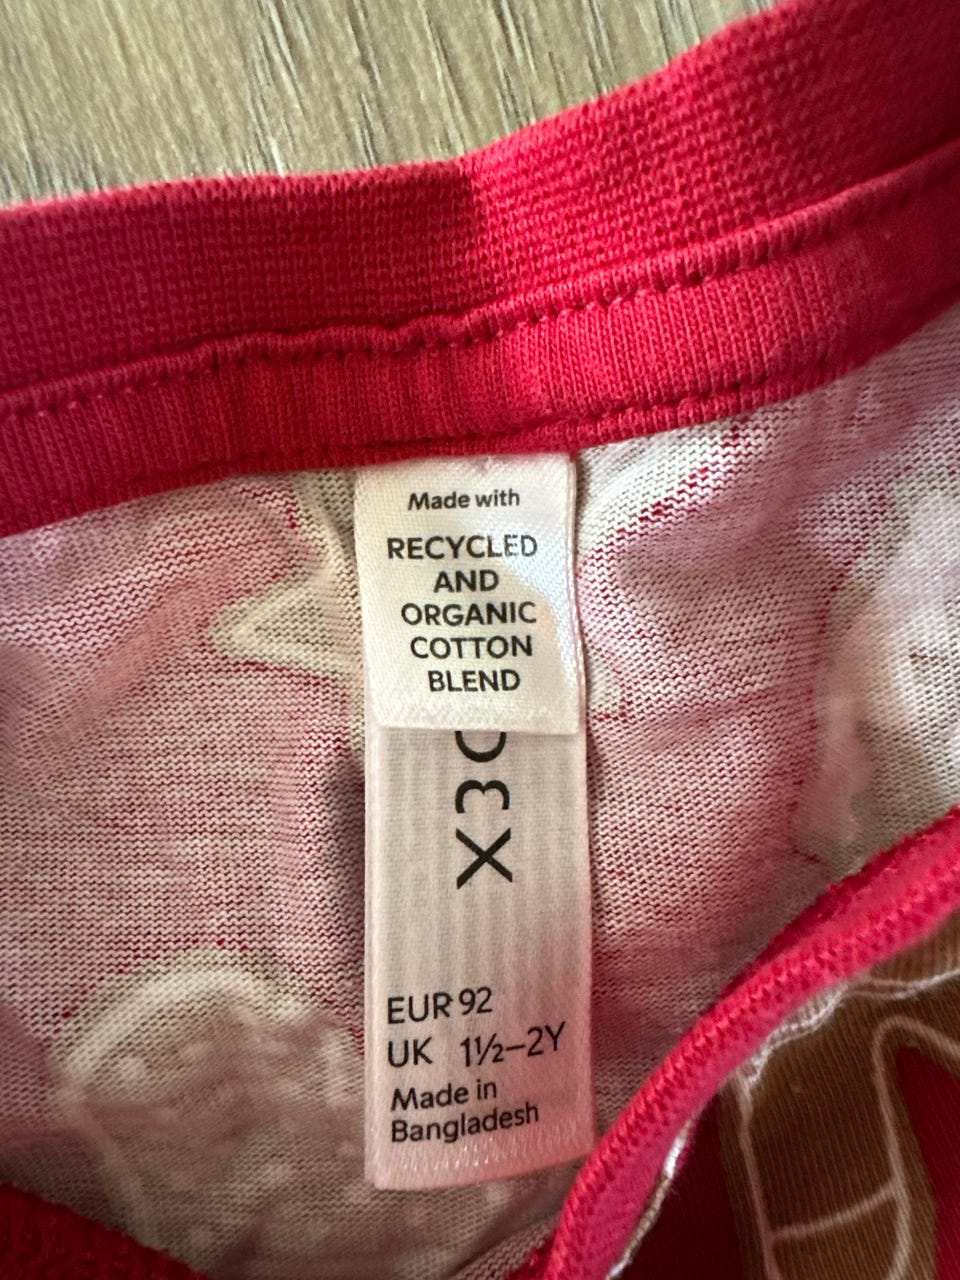 Made with
RECYCLED
AND
ORGANIC
COTTON
BLEND
EUR 92
UK 1½–2Y
Made in
Bangladesh